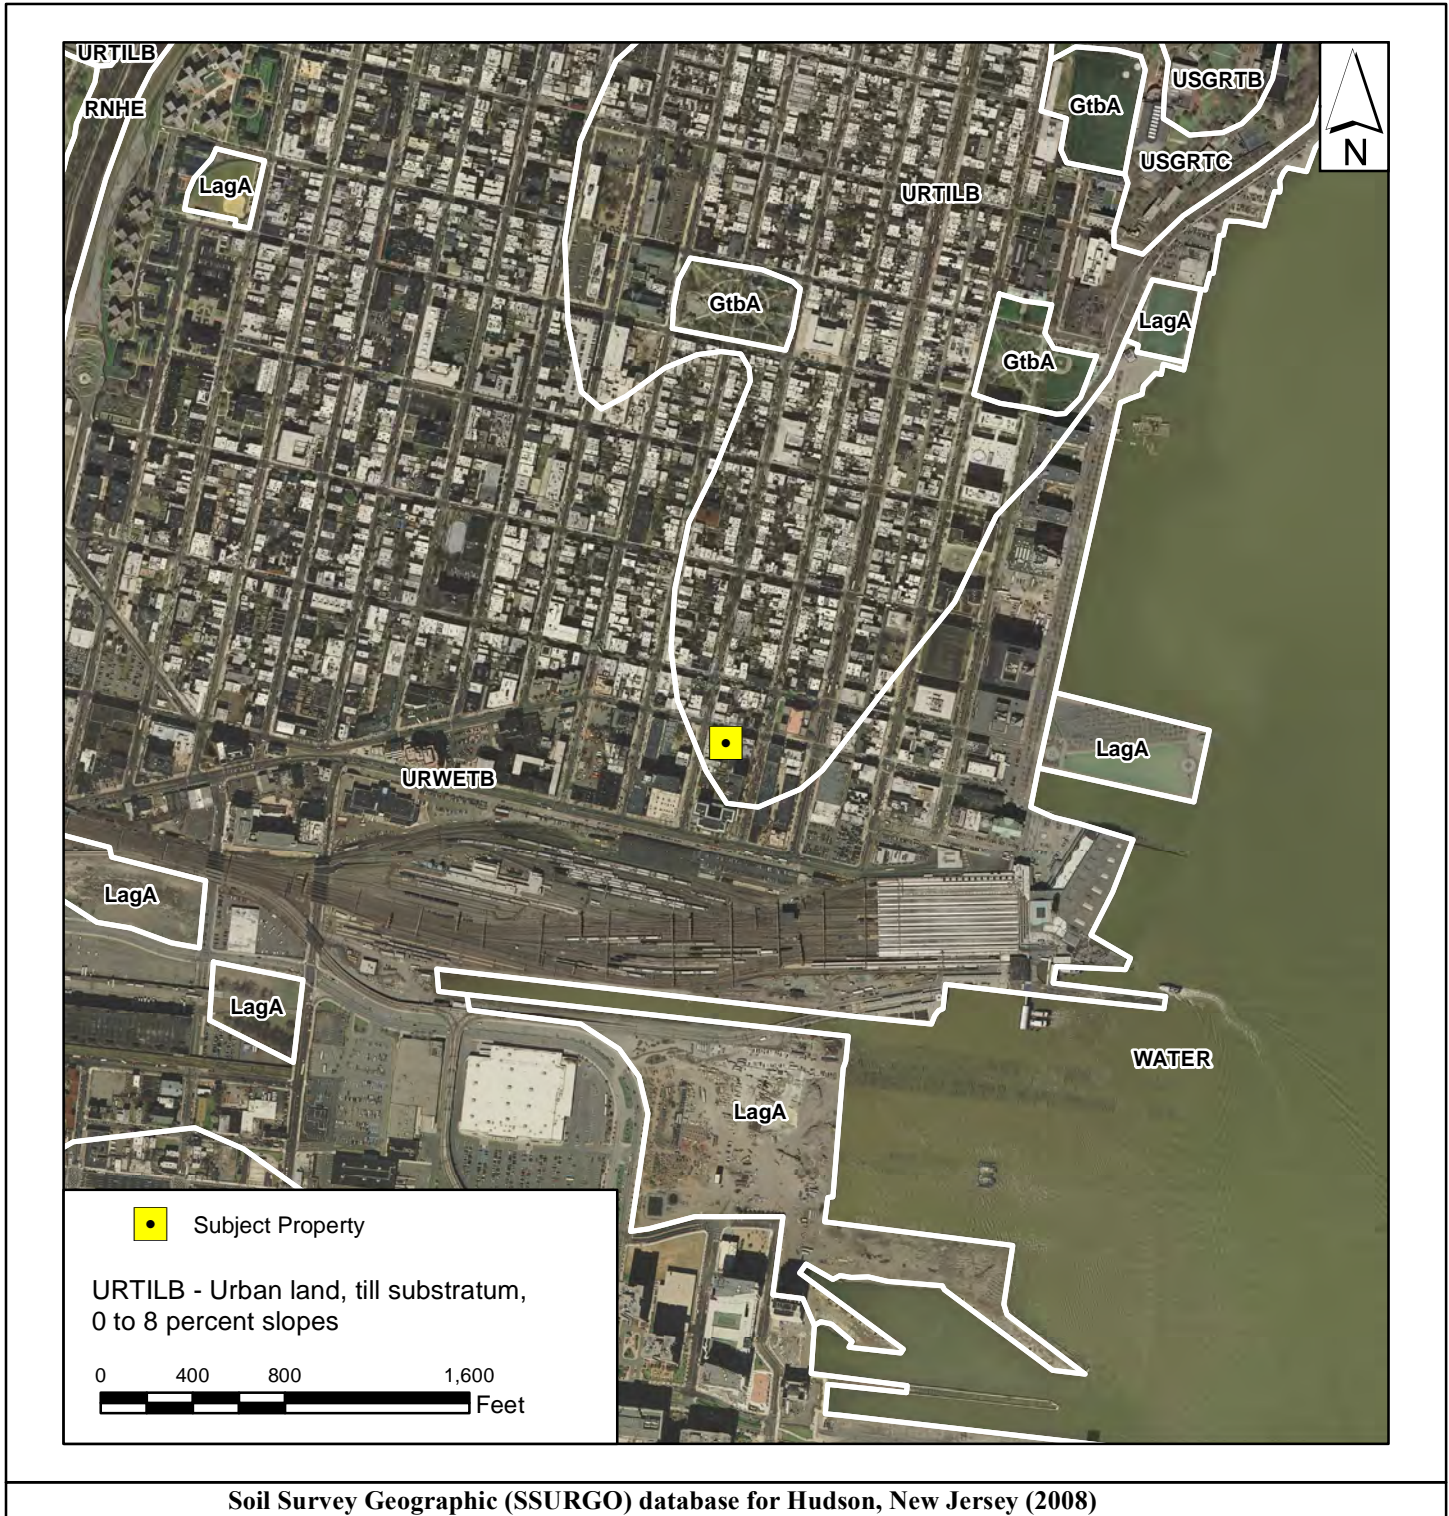 URTILB
RNHE
LagA
GtbA
USGRTB
USGRTC
N
URTILB
GtbA
GtbA
LagA
LagA
URWETB
LagA
LagA
WATER
LagA
Subject Property
URTILB - Urban land, till substratum,
0 to 8 percent slopes
0 400 800 1,600
Feet
Soil Survey Geographic (SSURGO) database for Hudson, New Jersey (2008)